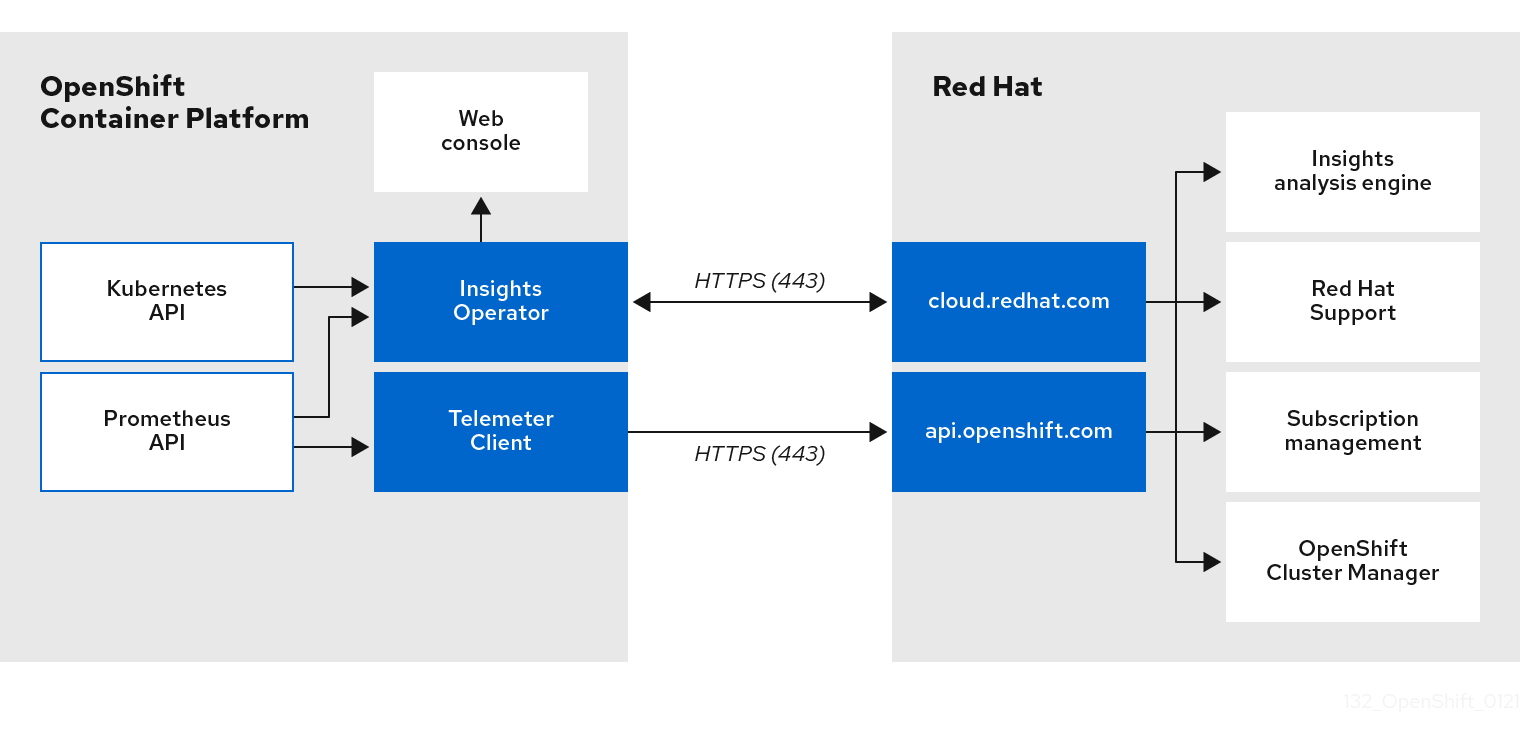 OpenShift
Container Platform
Web
console
Kubernetes
API
Insights
Operator
Prometheus
API
Telemeter
Client
HTTPS (443)
HTTPS (443)
Red Hat
cloud.redhat.com
api.openshift.com
Insights
analysis engine
Red Hat
Support
Subscription
management
OpenShift
Cluster Manager
132_OpenShift_0121